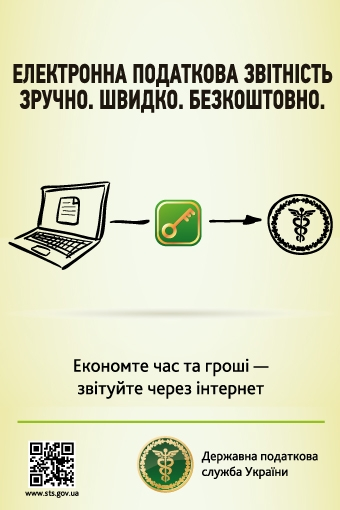 ЕЛЕКТРОННА ПОДАТКОВА ЗВІТНІСТЬ
ЗРУЧНО. ШВИДКО. БЕЗКОШТОВНО.
Економте час та гроші —
звітуйте через інтернет
www.sts.gov.ua
Державна податкова
служба України